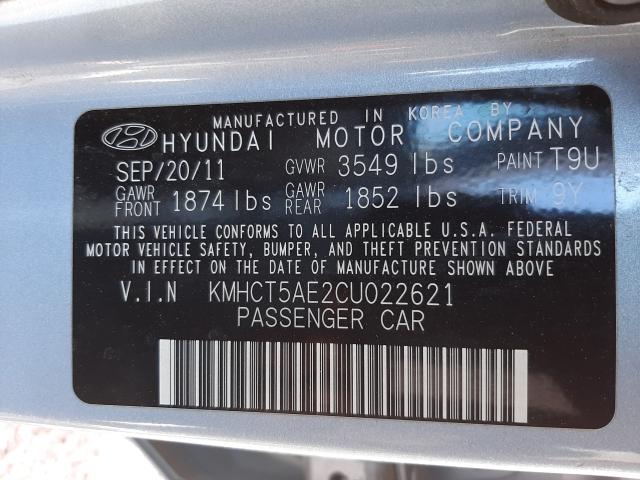 MANUFACTURED IN KOREA BY
HYUNDAI MOTOR COMPANY
SEP/20/11 GVWR 3549 lbs PAINT T9U
GAWR FRONT 1874 lbs GAWR REAR 1852 lbs TRIM 9Y
THIS VEHICLE CONFORMS TO ALL APPLICABLE U.S.A. FEDERAL
MOTOR VEHICLE SAFETY, BUMPER, AND THEFT PREVENTION STANDARDS
IN EFFECT ON THE DATE OF MANUFACTURE SHOWN ABOVE
V.I.N KMHCT5AE2CU022621
PASSENGER CAR